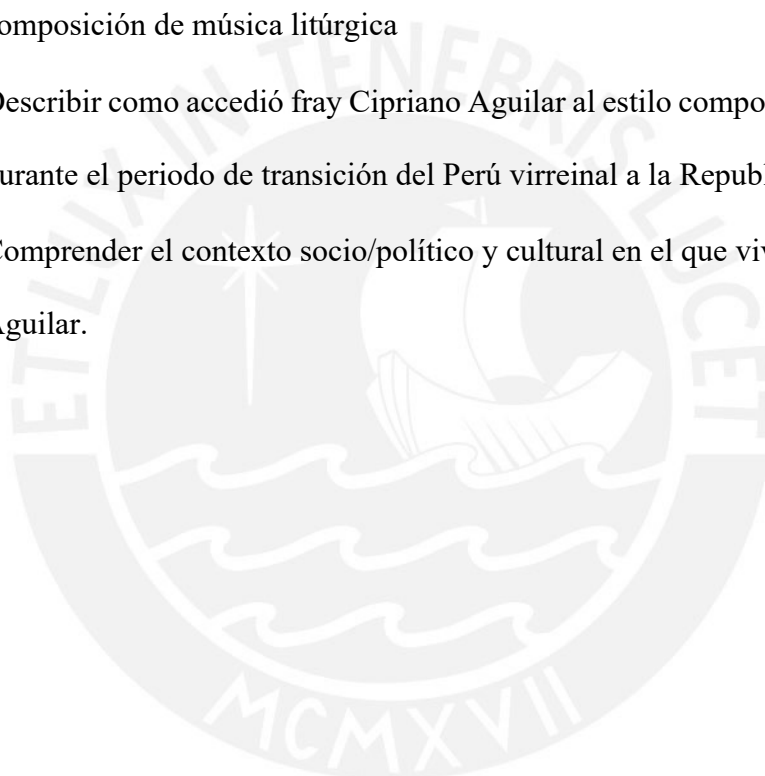 omposición de música litúrgica
Describir como accedió fray Cipriano Aguilar al estilo compo
urante el periodo de transición del Perú virreinal a la Republ
Comprender el contexto socio/político y cultural en el que viv
Aguilar.
ET LUX IN TENEBRIS LUCET
MCMXVII